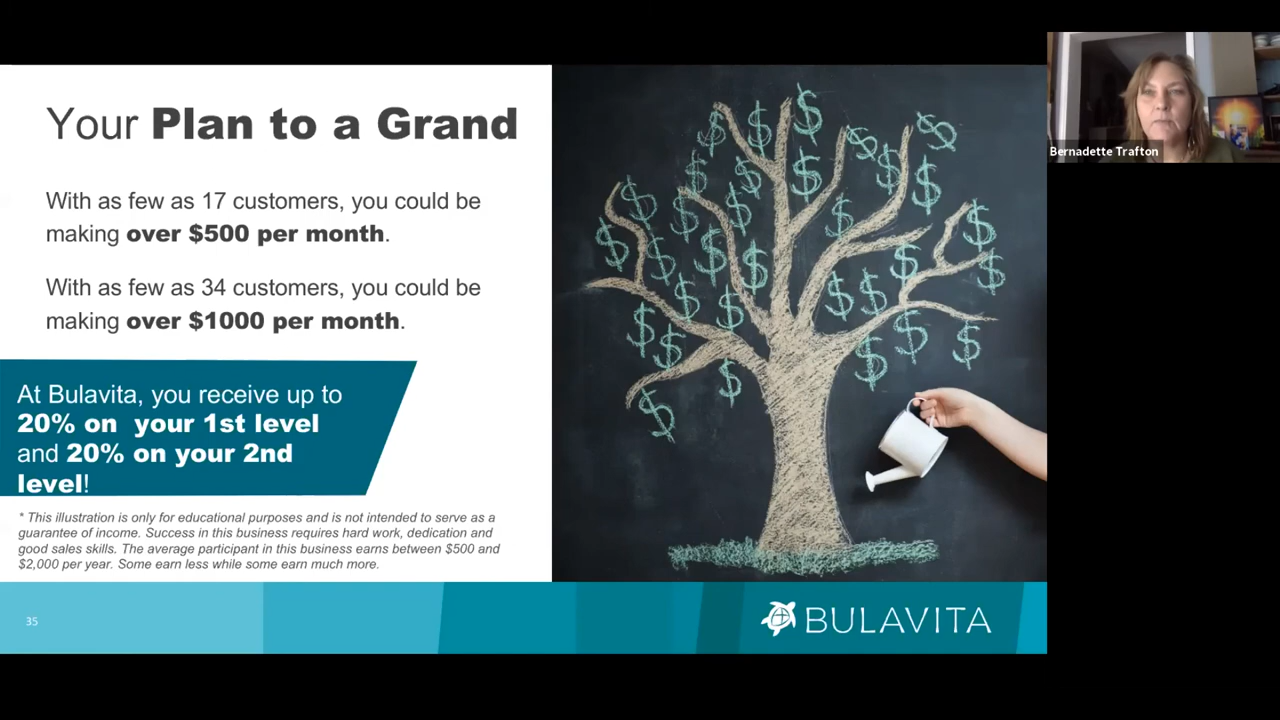 Your Plan to a Grand
With as few as 17 customers, you could be
making over $500 per month.
With as few as 34 customers, you could be
making over $1000 per month.
At Bulavita, you receive up to
20% on your 1st level
and 20% on your 2nd
level!
* This illustration is only for educational purposes and is not intended to serve as a
guarantee of income. Success in this business requires hard work, dedication and
good sales skills. The average participant in this business earns between $500 and
$2,000 per year. Some earn less while some earn much more.
35
BULAVITA
Bernadette Trafton